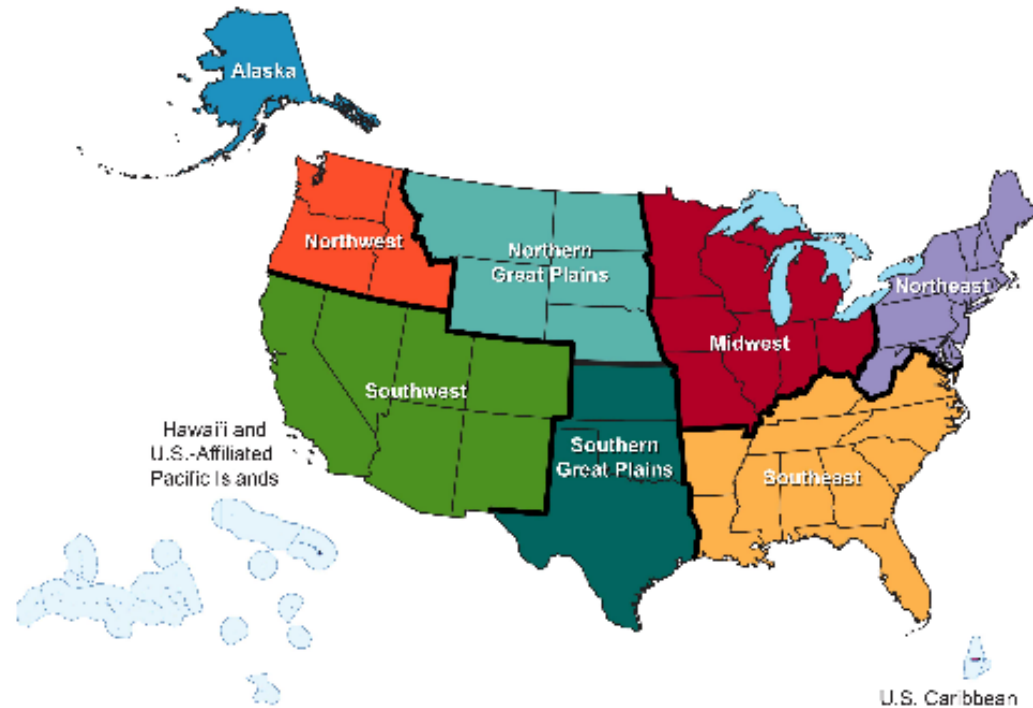 Alaska
Northwest
Northern
Great Plains
Northeast
Midwest
Southwest
Hawai'i and
U.S.-Affiliated
Pacific Islands
Southern
Great Plains
Southeast
U.S. Caribbean